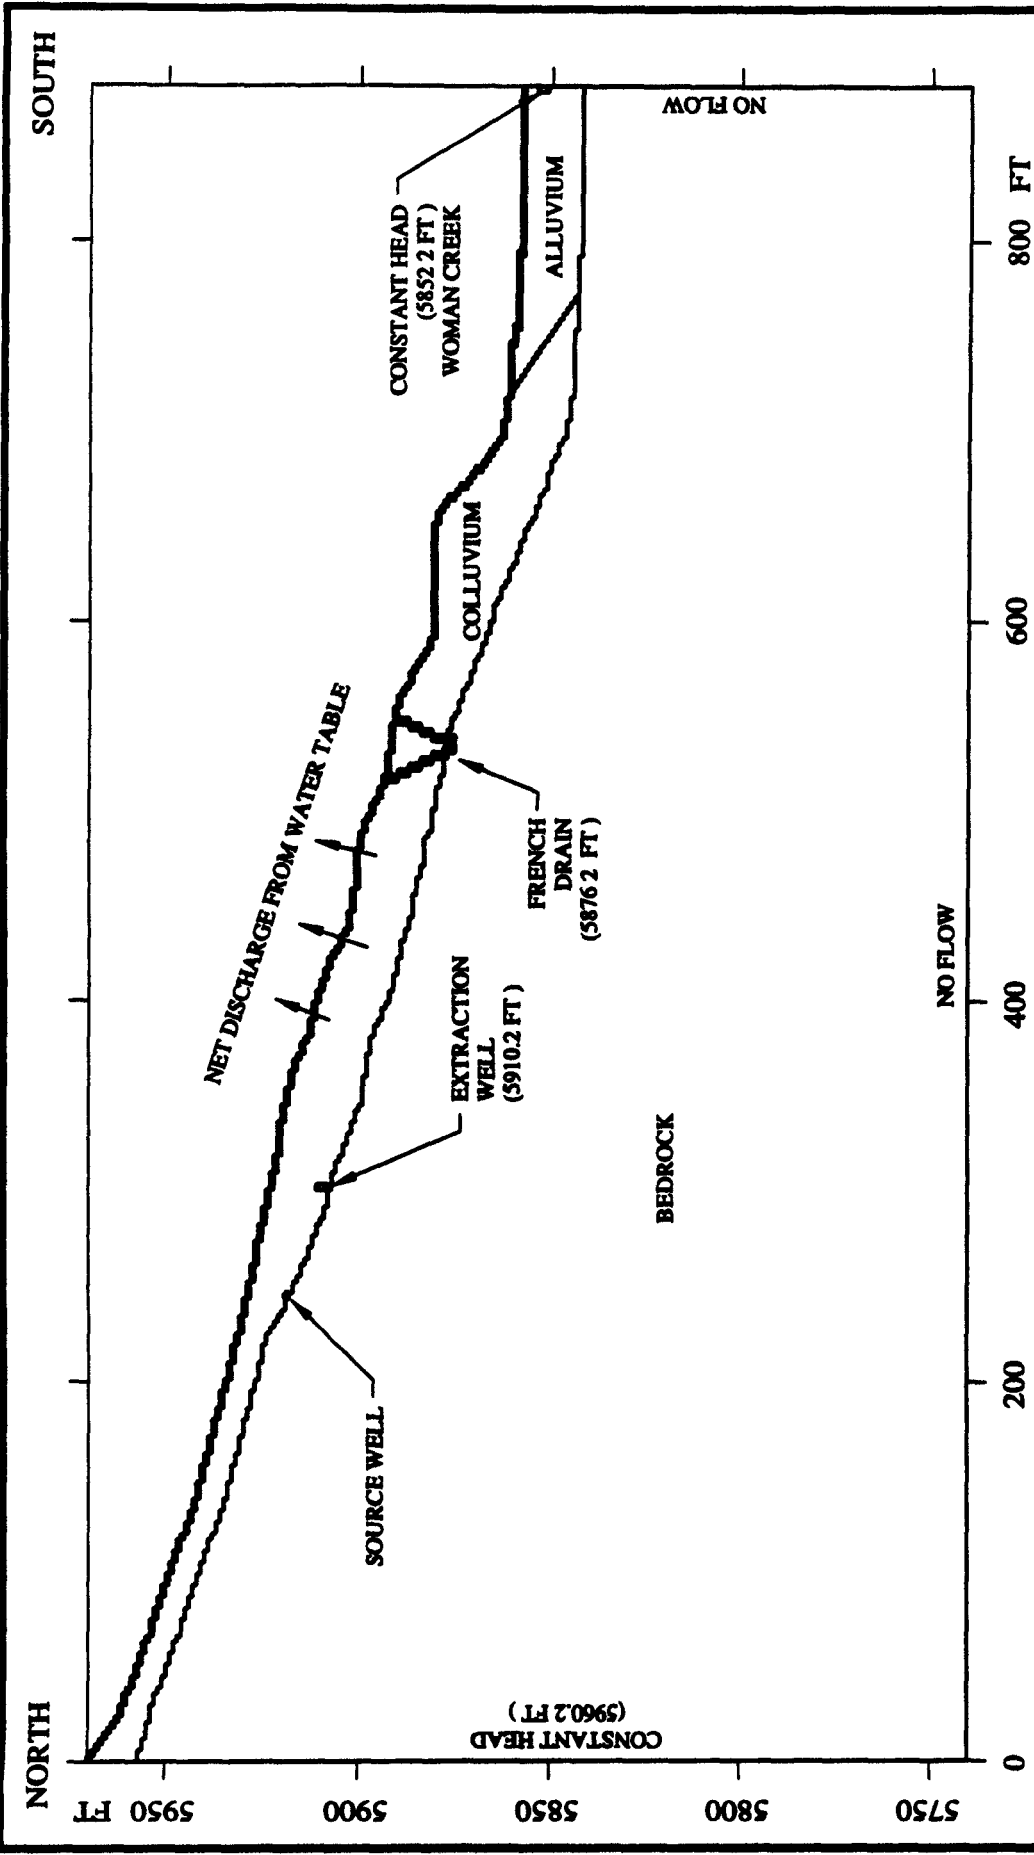 NORTH
SOUTH
FT
5950
5900
5850
5800
5750
CONSTANT HEAD
(5960.2 FT )
SOURCE WELL
EXTRACTION
WELL
(5910.2 FT )
NET DISCHARGE FROM WATER TABLE
FRENCH
DRAIN
(5876 2 FT )
COLLUVIUM
CONSTANT HEAD
(5852 2 FT )
WOMAN CREEK
ALLUVIUM
BEDROCK
NO FLOW
NO FLOW
0
200
400
600
800
FT